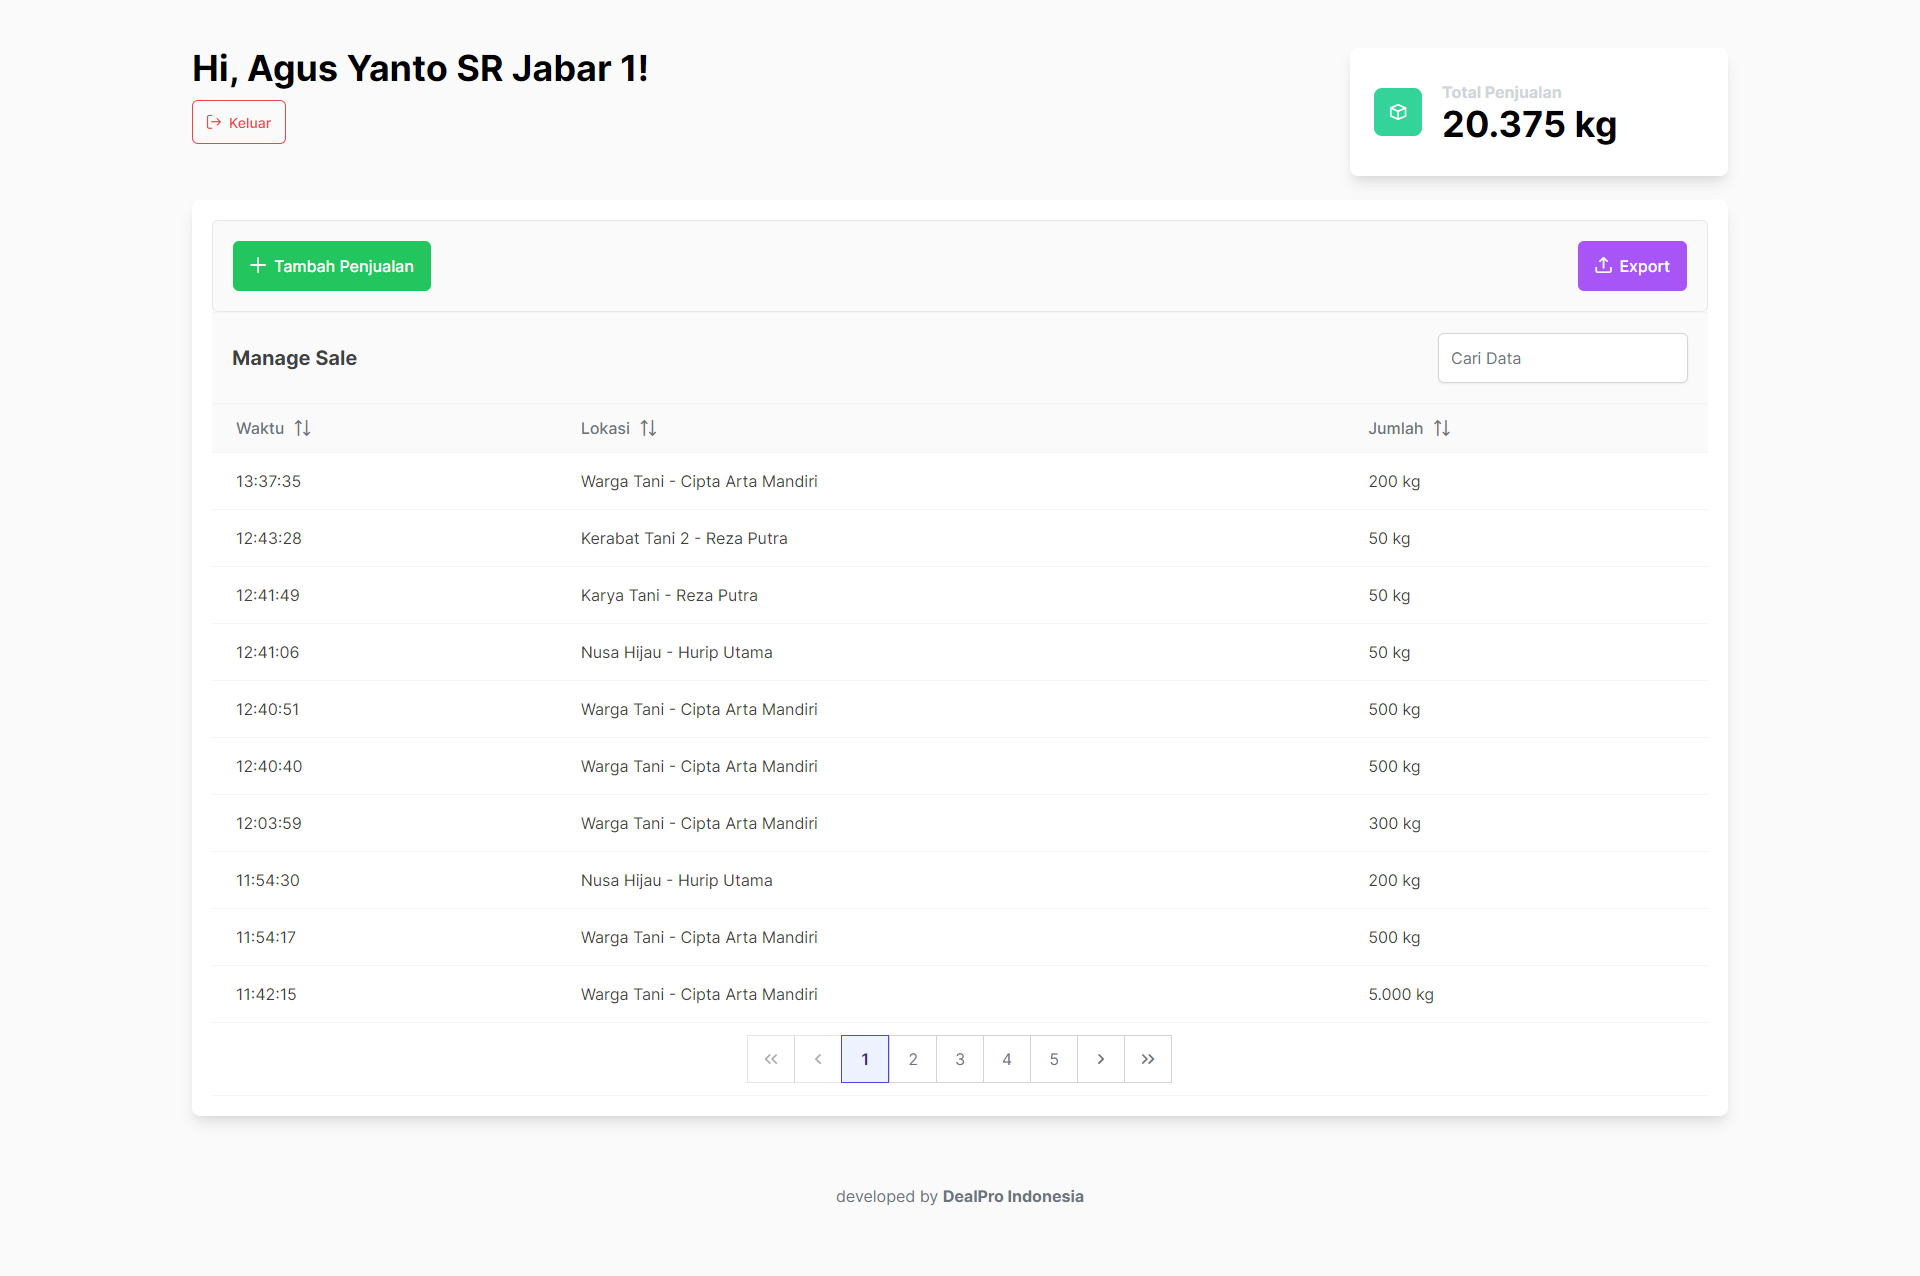 Hi, Agus Yanto SR Jabar 1!
Keluar
Total Penjualan
20.375 kg
Tambah Penjualan
Export
Manage Sale
Cari Data
Waktu Lokasi Jumlah
13:37:35 Warga Tani - Cipta Arta Mandiri 200 kg
12:43:28 Kerabat Tani 2 - Reza Putra 50 kg
12:41:49 Karya Tani - Reza Putra 50 kg
12:41:06 Nusa Hijau - Hurip Utama 50 kg
12:40:51 Warga Tani - Cipta Arta Mandiri 500 kg
12:40:40 Warga Tani - Cipta Arta Mandiri 500 kg
12:03:59 Warga Tani - Cipta Arta Mandiri 300 kg
11:54:30 Nusa Hijau - Hurip Utama 200 kg
11:54:17 Warga Tani - Cipta Arta Mandiri 500 kg
11:42:15 Warga Tani - Cipta Arta Mandiri 5.000 kg
1 2 3 4 5
developed by DealPro Indonesia